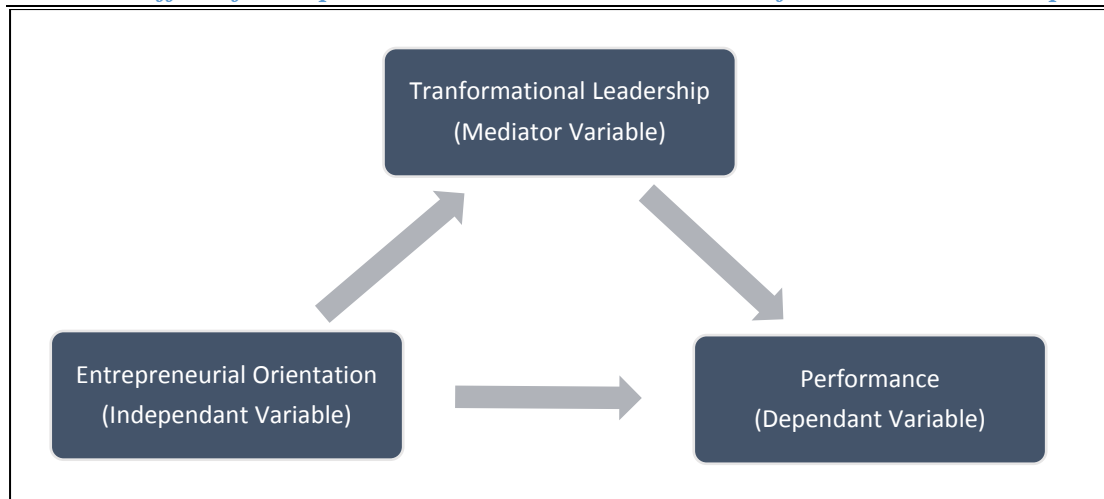 Tranformational Leadership
(Mediator Variable)
Entrepreneurial Orientation
(Independant Variable)
Performance
(Dependant Variable)